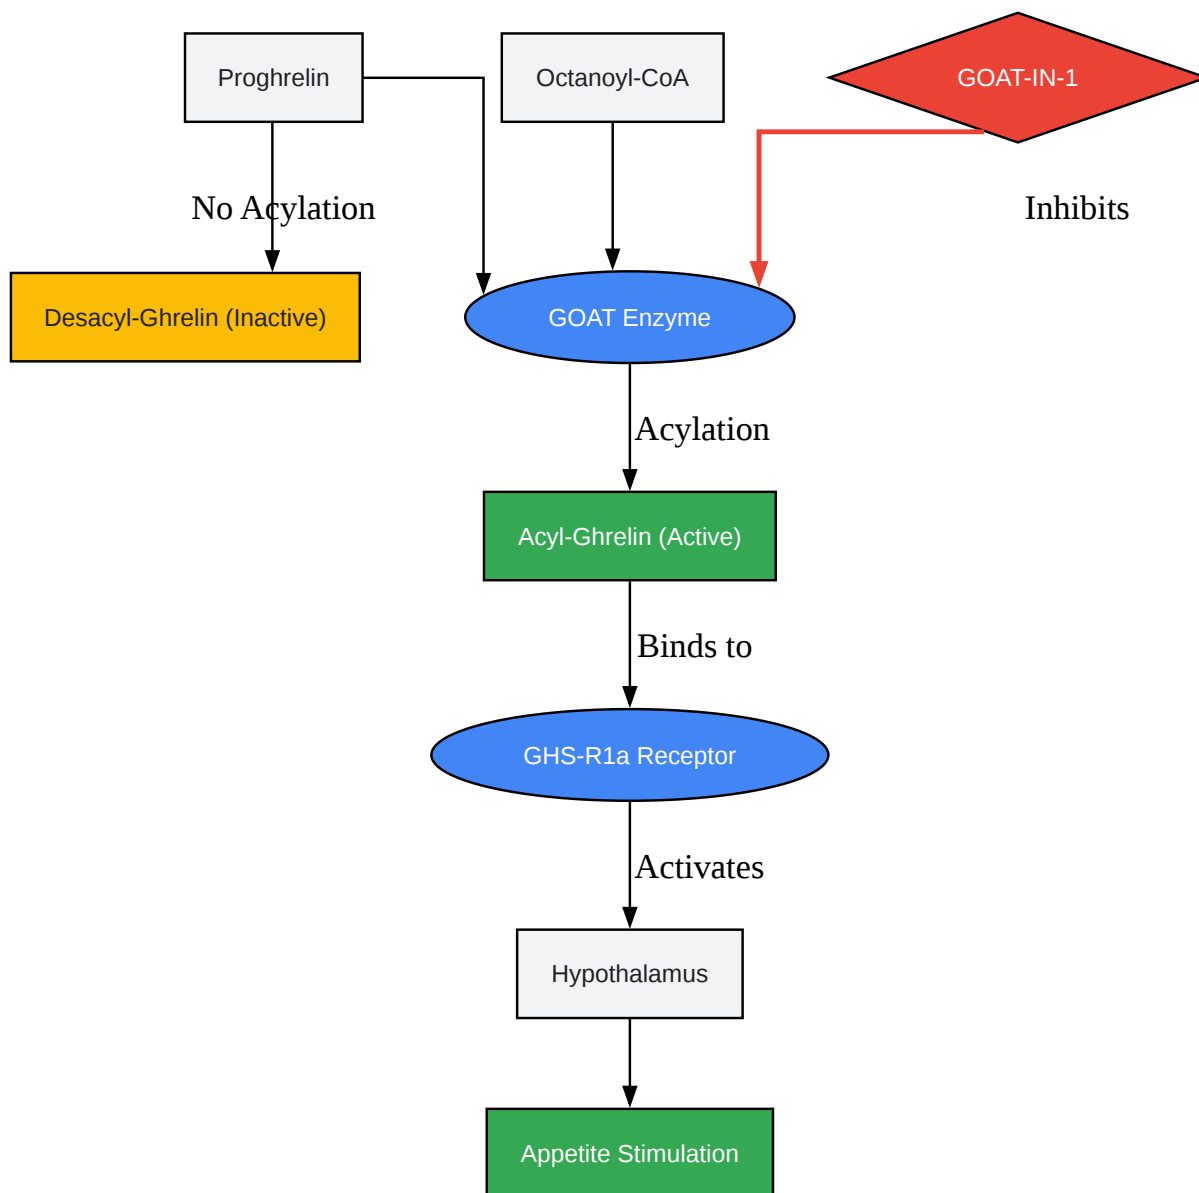 Proghrelin
Octanoyl-CoA
GOAT-IN-1
No Acylation
Inhibits
Desacyl-Ghrelin (Inactive)
GOAT Enzyme
Acylation
Acyl-Ghrelin (Active)
Binds to
GHS-R1a Receptor
Activates
Hypothalamus
Appetite Stimulation